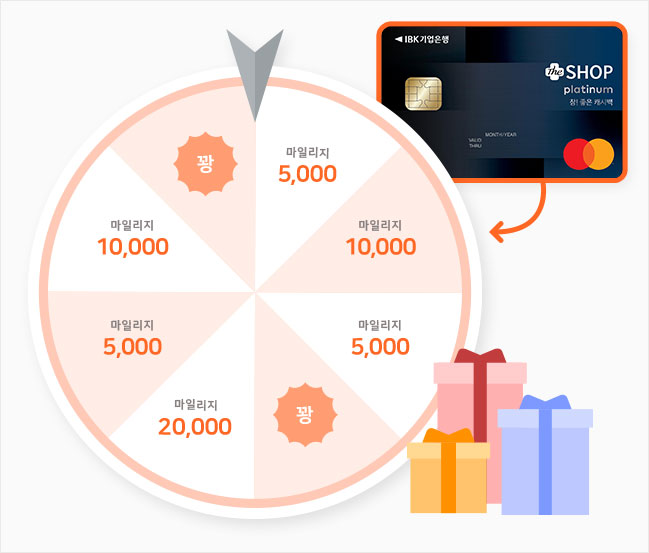 IBK기업은행
The SHOP
platinum
참! 좋은 캐시백
MONTH/YEAR
VALID
THRU
꽝
마일리지
5,000
마일리지
10,000
마일리지
10,000
마일리지
5,000
마일리지
5,000
마일리지
20,000
꽝